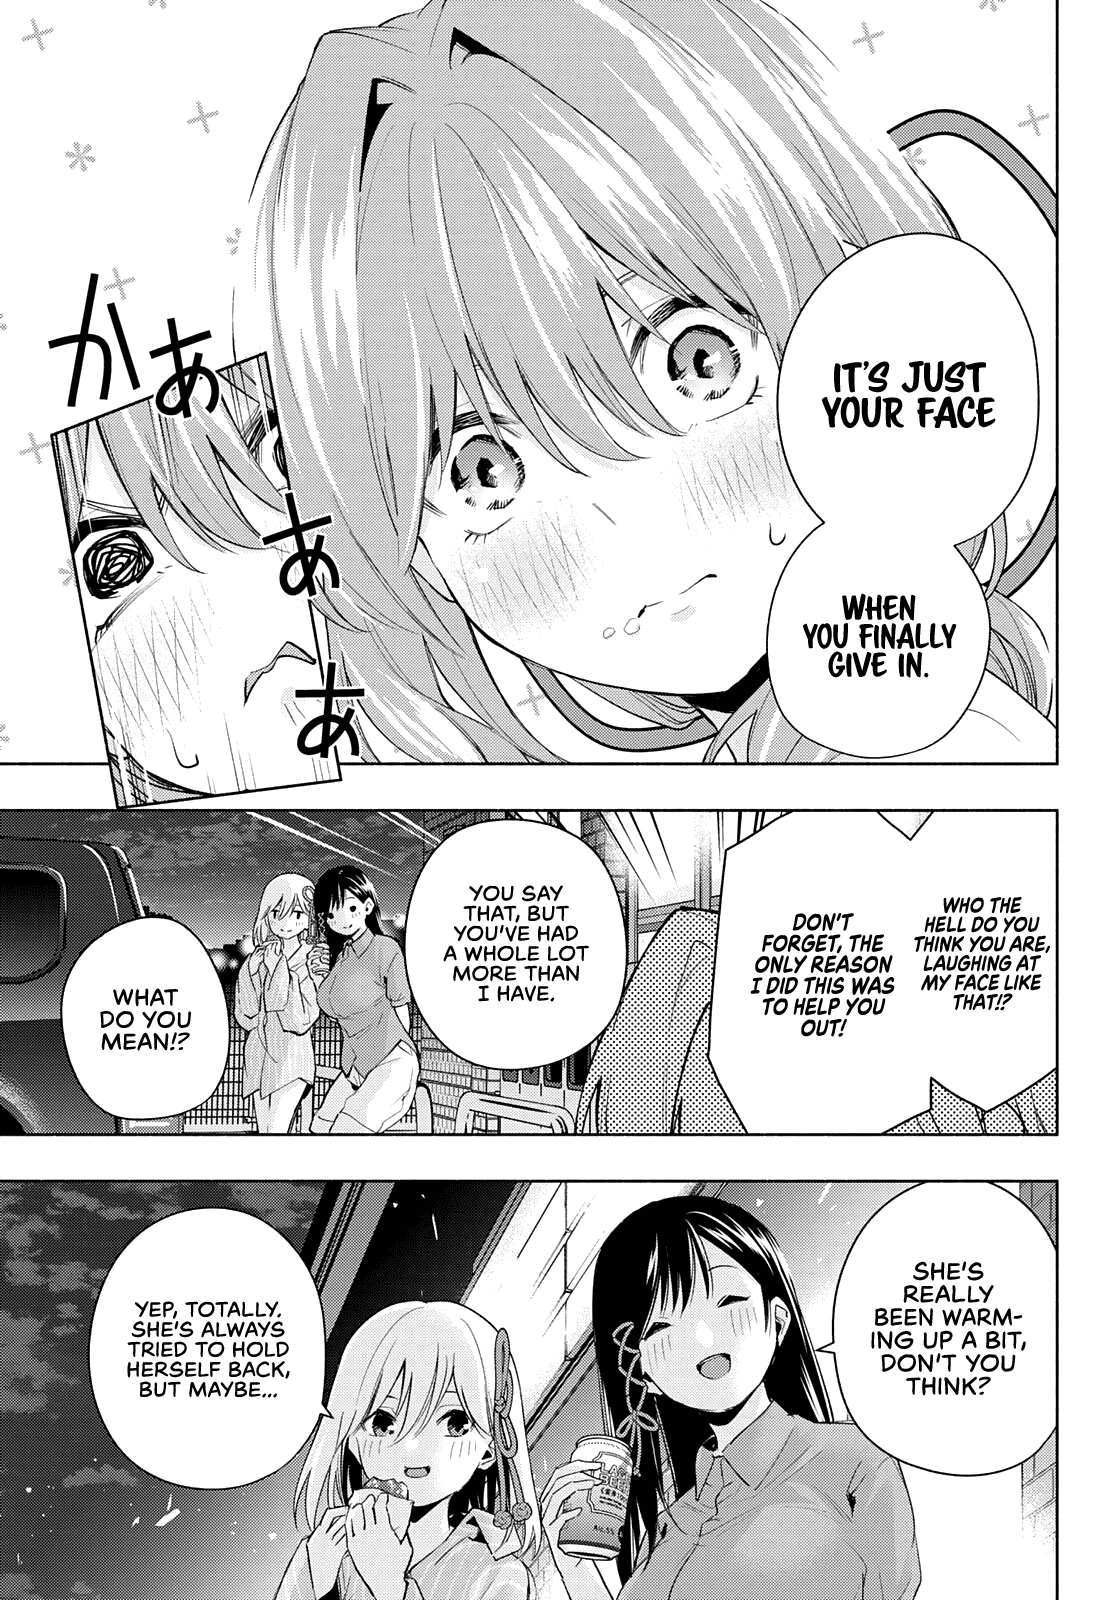 IT'S JUST
YOUR FACE
WHEN
YOU FINALLY
GIVE IN.
かあ
ああ
WHO THE
HELL DO YOU
THINK YOU ARE,
LAUGHING AT
MY FACE LIKE
THAT!?
DON'T
FORGET, THE
ONLY REASON
I DID THIS WAS
TO HELP YOU
OUT!
YOU SAY
THAT, BUT
YOU'VE HAD
A WHOLE LOT
MORE THAN
I HAVE.
WHAT
DO YOU
MEAN!?
SHE'S
REALLY
BEEN WARM-
ING UP A BIT,
DON'T YOU
THINK?
YEP, TOTALLY.
SHE'S ALWAYS
TRIED TO HOLD
HERSELF BACK,
BUT MAYBE...
ALC.5%